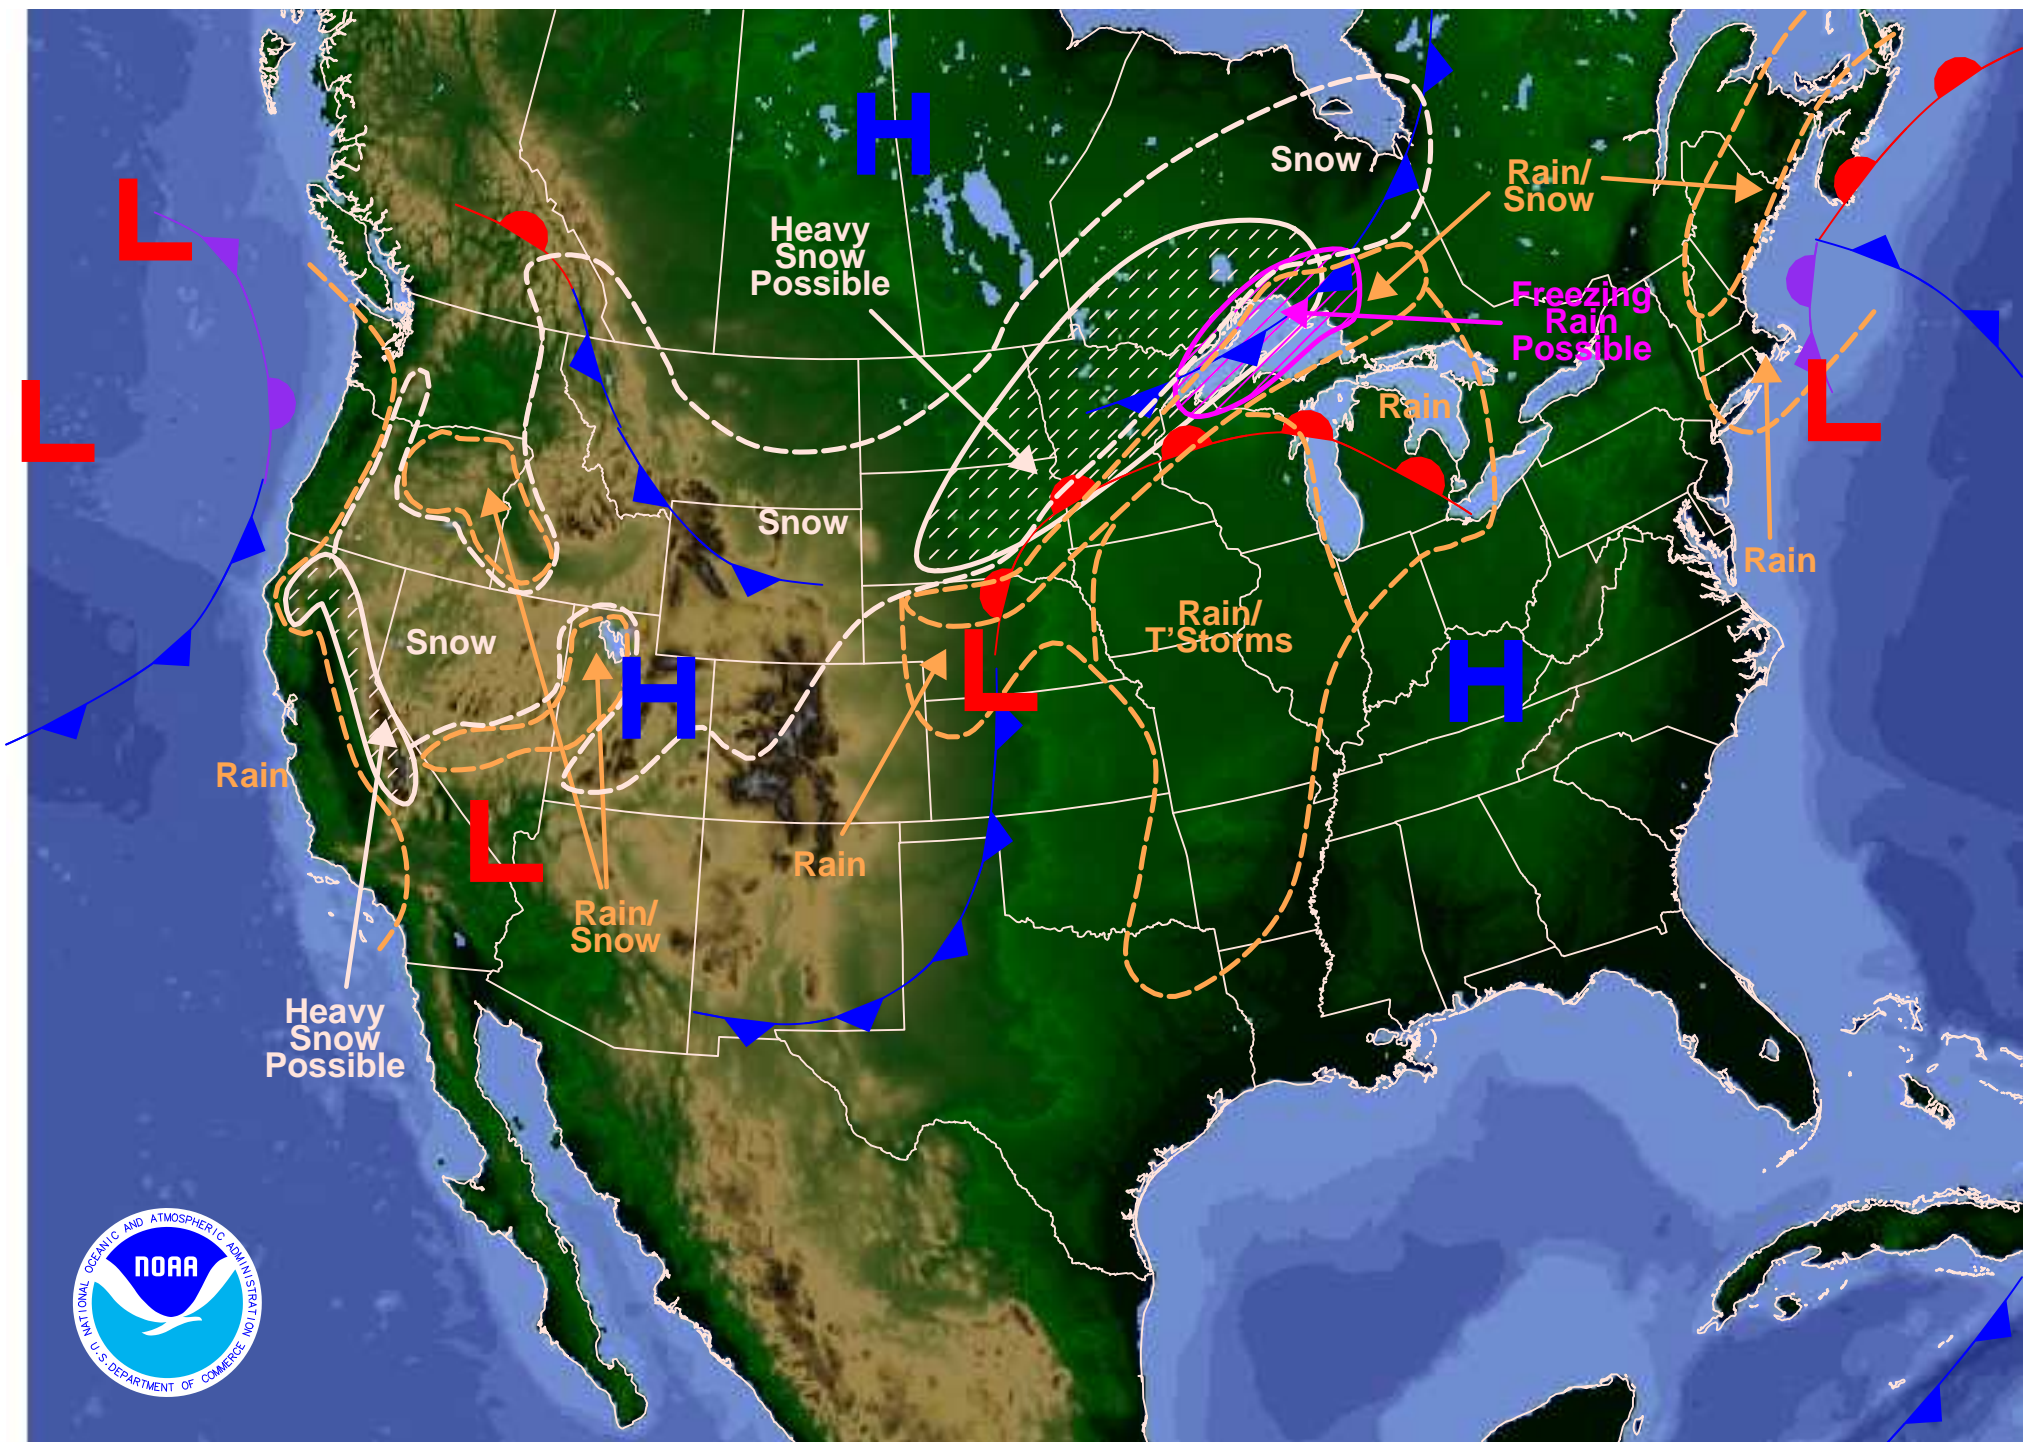 H
Snow
Rain/
Snow
L
Heavy
Snow
Possible
Freezing
Rain
Possible
L
Rain
L
Snow
Rain
Rain/
T'Storms
Snow
L
H
H
Rain
L
Rain
Rain/
Snow
Heavy
Snow
Possible
NATIONAL OCEANIC AND ATMOSPHERIC ADMINISTRATION
NOAA
U.S. DEPARTMENT OF COMMERCE